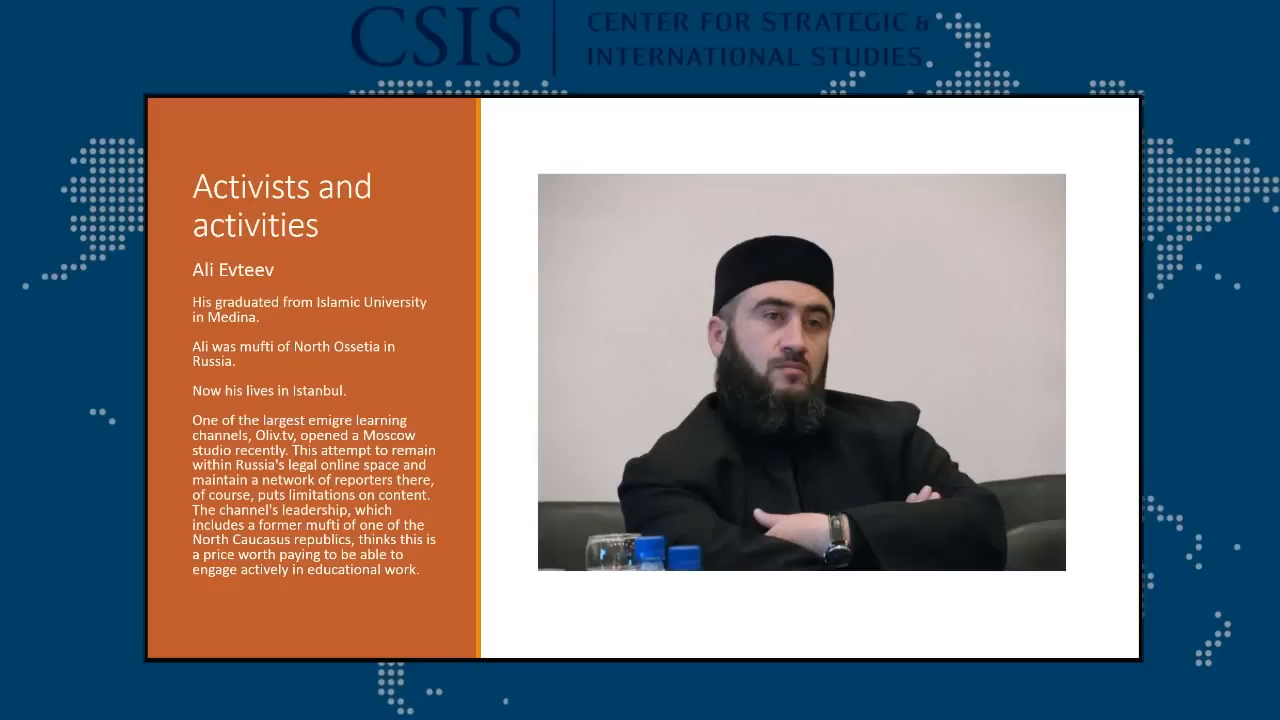 CSIS
CENTER FOR STRATEGIC &
INTERNATIONAL STUDIES
Activists and
activities
Ali Evteev
His graduated from Islamic University
in Medina.
Ali was mufti of North Ossetia in
Russia.
Now his lives in Istanbul.
One of the largest emigre learning
channels, Oliv.tv, opened a Moscow
studio recently. This attempt to remain
within Russia's legal online space and
maintain a network of reporters there,
of course, puts limitations on content.
The channel's leadership, which
includes a former mufti of one of the
North Caucasus republics, thinks this is
a price worth paying to be able to
engage actively in educational work.